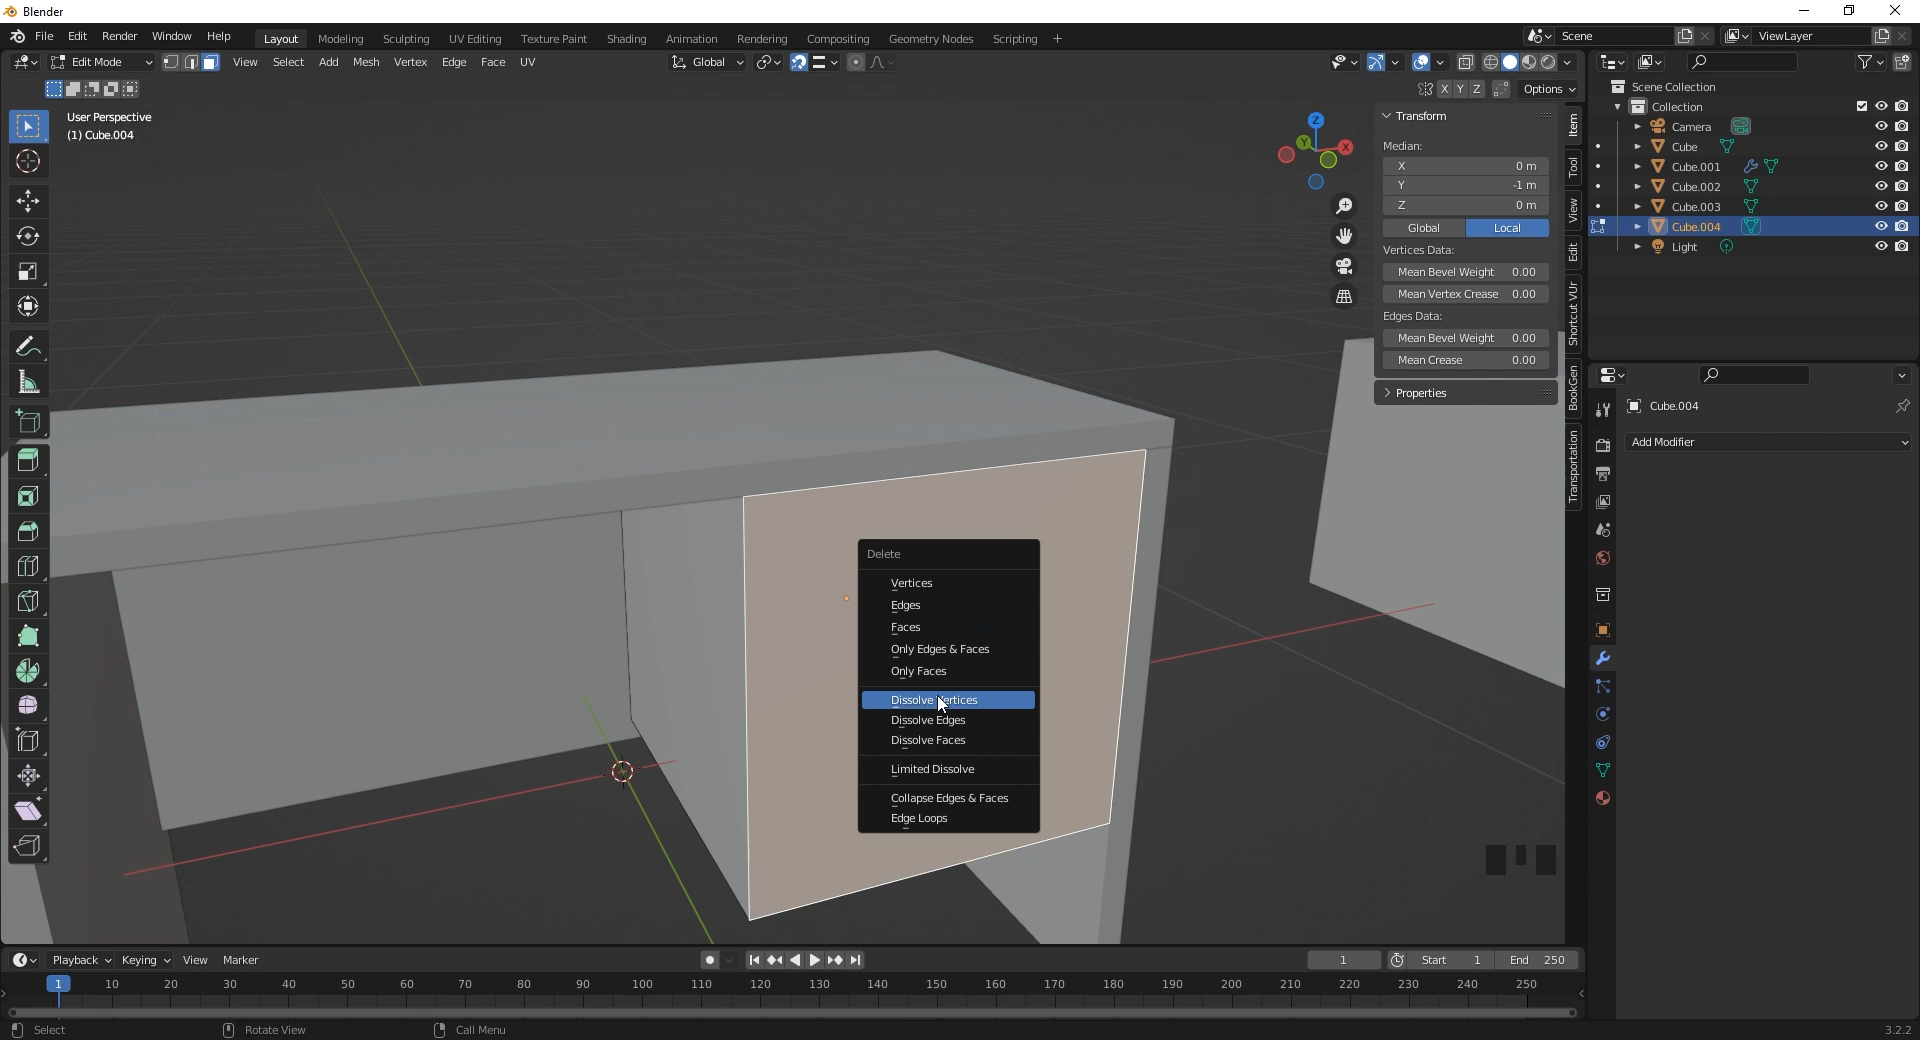 Blender
File Edit Render Window Help Layout Modeling Sculpting UV Editing Texture Paint Shading Animation Rendering Compositing Geometry Nodes Scripting + Scene ViewLayer
Edit Mode View Select Add Mesh Vertex Edge Face UV Global
X Y Z Options
User Perspective
(1) Cube.004
Z
Y
X
Transform
Median:
X 0 m
Y -1 m
Z 0 m
Global Local
Vertices Data:
Mean Bevel Weight 0.00
Mean Vertex Crease 0.00
Edges Data:
Mean Bevel Weight 0.00
Mean Crease 0.00
Properties
Item
Tool
View
Edit
Shortcut VUr
BookGen
Transportation
Scene Collection
Collection
Camera
Cube
Cube.001
Cube.002
Cube.003
Cube.004
Light
Cube.004
Add Modifier
Delete
Vertices
Edges
Faces
Only Edges & Faces
Only Faces
Dissolve Vertices
Dissolve Edges
Dissolve Faces
Limited Dissolve
Collapse Edges & Faces
Edge Loops
Playback Keying View Marker 1 Start 1 End 250
1 10 20 30 40 50 60 70 80 90 100 110 120 130 140 150 160 170 180 190 200 210 220 230 240 250
Select Rotate View Call Menu 3.2.2